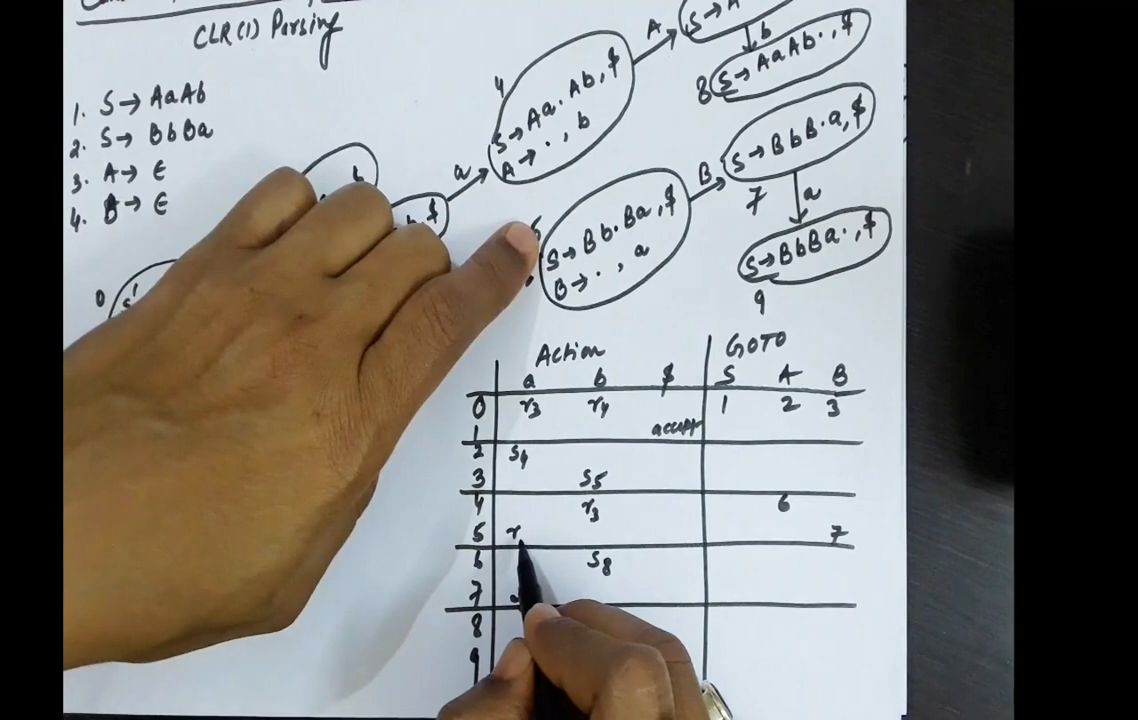 CLR(1) Parsing
1. S → AaAb
2. S → BbBa
3. A → ϵ
4. B → ϵ
0
S'
a
4
S → Aa.Ab, $
A → . , b
A
S → A
b
8
S → AaAb. , $
S → Bb.Ba, $
B → . , a
B
S → BbB.a, $
7
a
S → BbBa. , $
9
Action GOTO
a b $ S A B
0 r3 r4 1 2 3
1 accept
2 S4
3 S5
4 r3 6
5 r 7
6 S8
7
8
9